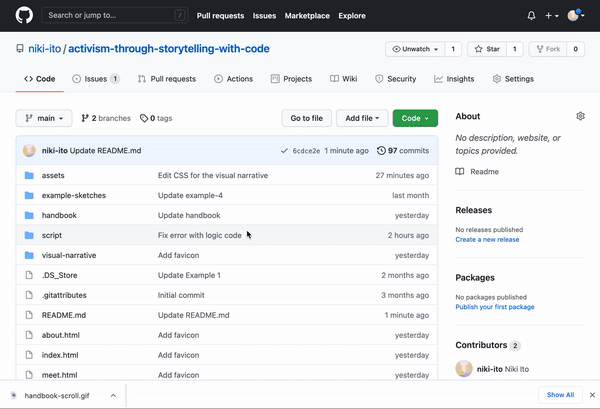 Search or jump to... /
Pull requests Issues Marketplace Explore
niki-ito / activism-through-storytelling-with-code
Unwatch 1 Star 1 Fork 0
Code Issues 1 Pull requests Actions Projects Wiki Security Insights Settings
main 2 branches 0 tags Go to file Add file Code
niki-ito Update README.md 6cdce2e 1 minute ago 97 commits
assets Edit CSS for the visual narrative 27 minutes ago
example-sketches Update example-4 last month
handbook Update handbook yesterday
script Fix error with logic code 2 hours ago
visual-narrative Add favicon yesterday
.DS_Store Update Example 1 2 months ago
.gitattributes Initial commit 3 months ago
README.md Update README.md 1 minute ago
about.html Add favicon yesterday
index.html Add favicon yesterday
meet.html Add favicon yesterday
About
No description, website, or
topics provided.
Readme
Releases
No releases published
Create a new release
Packages
No packages published
Publish your first package
Contributors 2
niki-ito Niki Ito
handbook-scroll.gif Show All